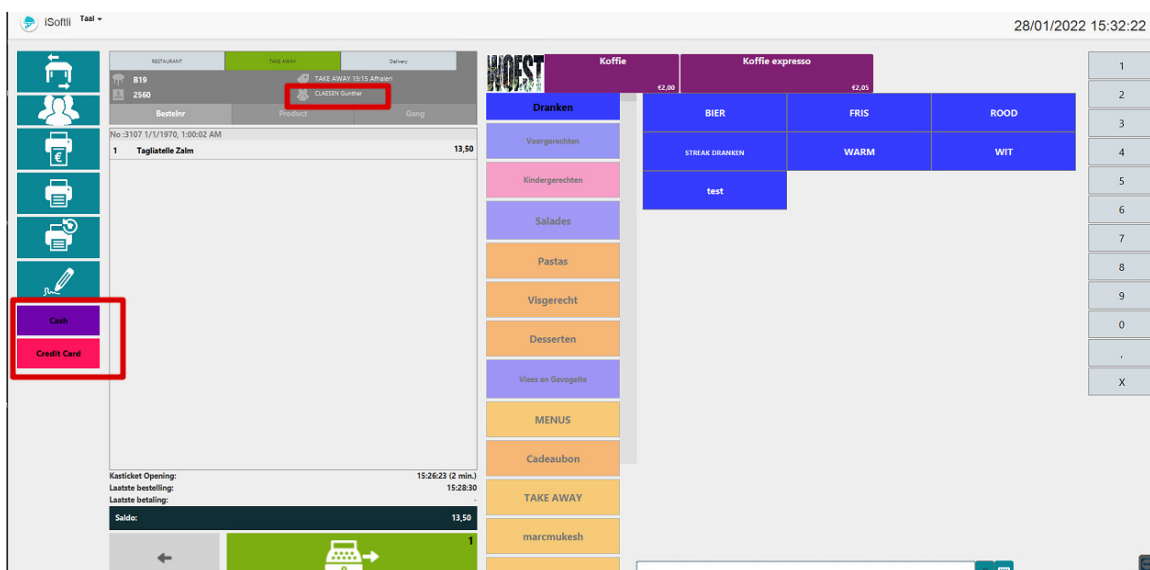 iSoftli Taal
28/01/2022 15:32:22
RESTAURANT TAKE AWAY Delivery
B19 TAKE AWAY 15:15 Afhalen
2560 CLAESEN Gunther
Bestelnr Product Gang
No :3107 1/1/1970, 1:00:02 AM
1 Tagliatelle Zalm 13,50
Kasticket Opening: 15:26:23 (2 min.)
Laatste bestelling: 15:28:30
Laatste betaling: -
Saldo: 13,50
1
€
Cash
Credit Card
WOEST
Koffie
€2,00
Koffie expresso
€2,05
Dranken
Voorgerechten
Kindergerechten
Salades
Pastas
Visgerecht
Desserten
Vlees en Gevogelte
MENUS
Cadeaubon
TAKE AWAY
marcmukesh
BIER FRIS ROOD
STREAK DRANKEN WARM WIT
test
1
2
3
4
5
6
7
8
9
0
,
X